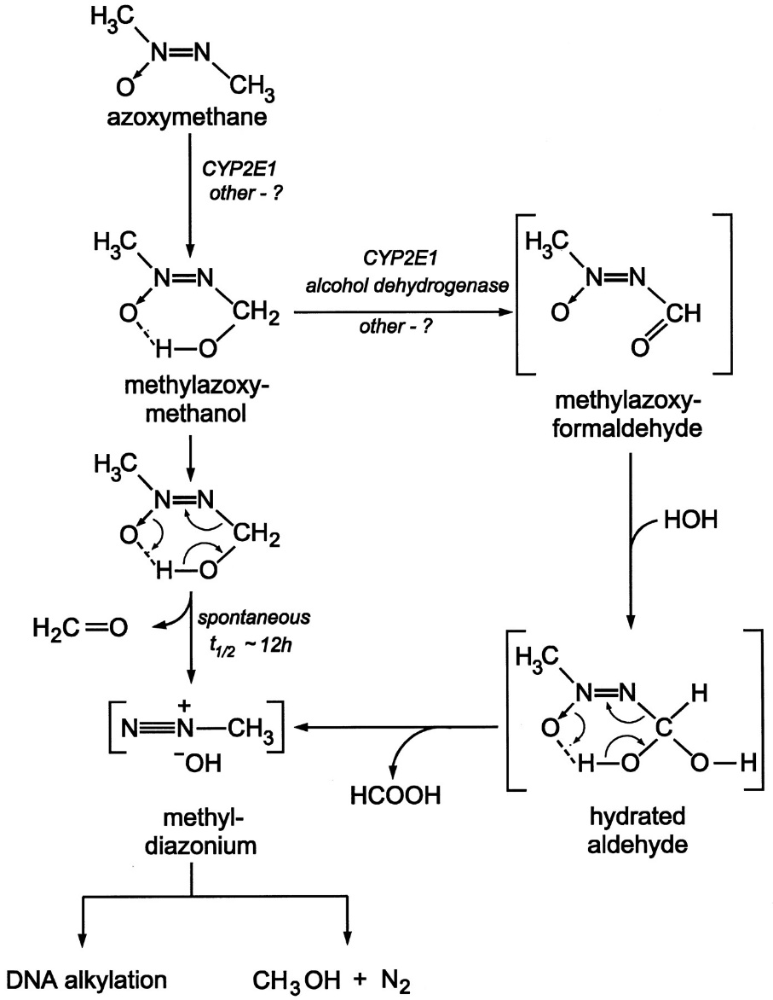 H₃C
N=N
O
CH₃
azoxymethane
CYP2E1
other - ?
H₃C
N=N
O
CH₂
H–O
methylazoxy-
methanol
CYP2E1
alcohol dehydrogenase
other - ?
H₃C
N=N
O
CH
O
methylazoxy-
formaldehyde
H₃C
N=N
O
CH₂
H–O
HOH
H₂C=O
spontaneous
t₁/₂ ~ 12h
H₃C
N=N
H
O
C
H–O
O–H
hydrated
aldehyde
[N≡N⁺–CH₃]
⁻OH
HCOOH
methyl-
diazonium
DNA alkylation
CH₃OH + N₂